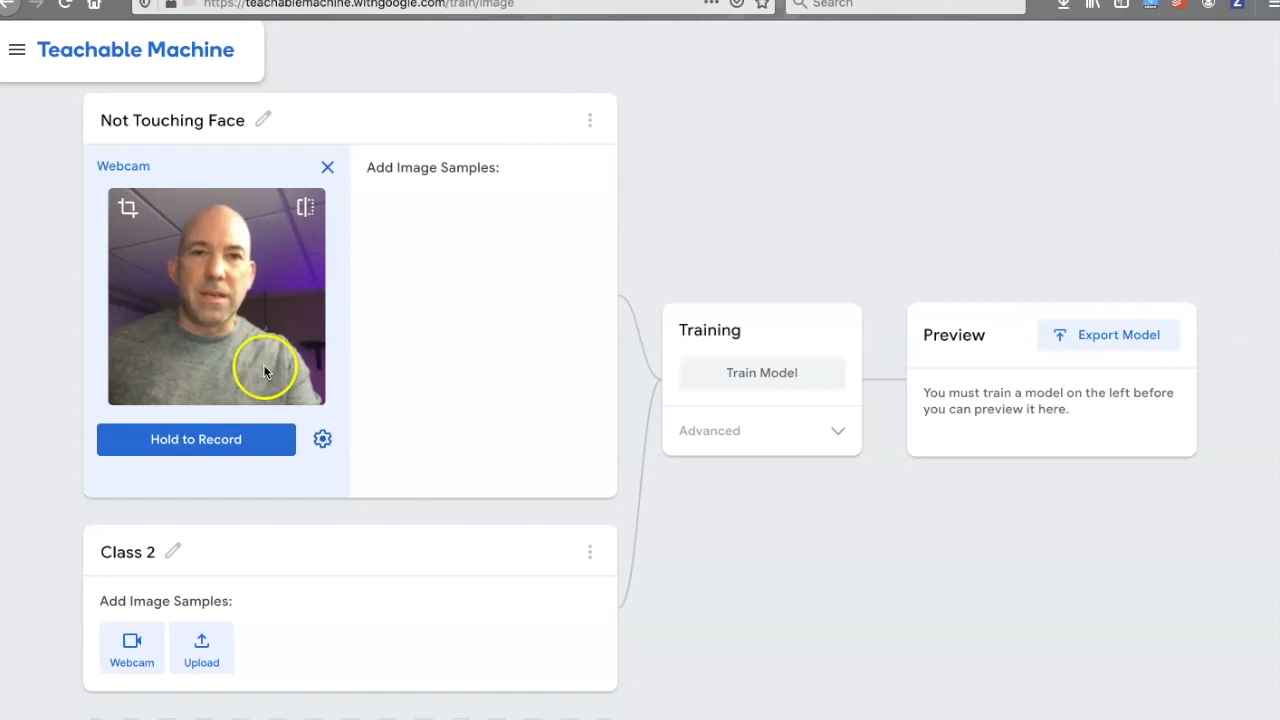 https://teachablemachine.withgoogle.com/train/image
Search
Teachable Machine
Not Touching Face
Webcam
Add Image Samples:
Hold to Record
Training
Train Model
Advanced
Preview
Export Model
You must train a model on the left before
you can preview it here.
Class 2
Add Image Samples:
Webcam
Upload